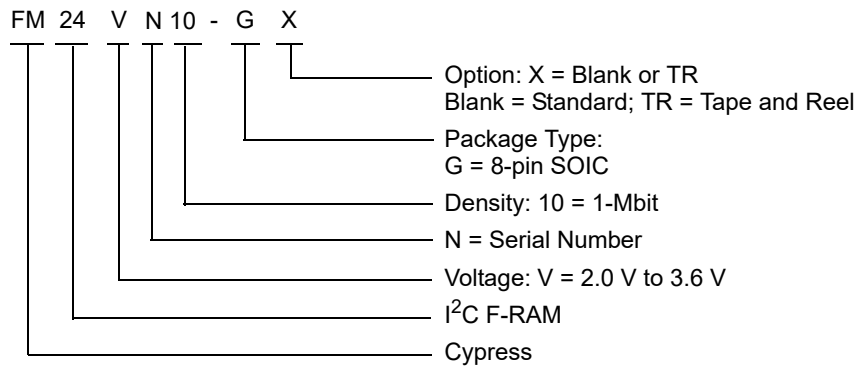 FM 24 V N 10 - G X
Option: X = Blank or TR
Blank = Standard; TR = Tape and Reel
Package Type:
G = 8-pin SOIC
Density: 10 = 1-Mbit
N = Serial Number
Voltage: V = 2.0 V to 3.6 V
I²C F-RAM
Cypress